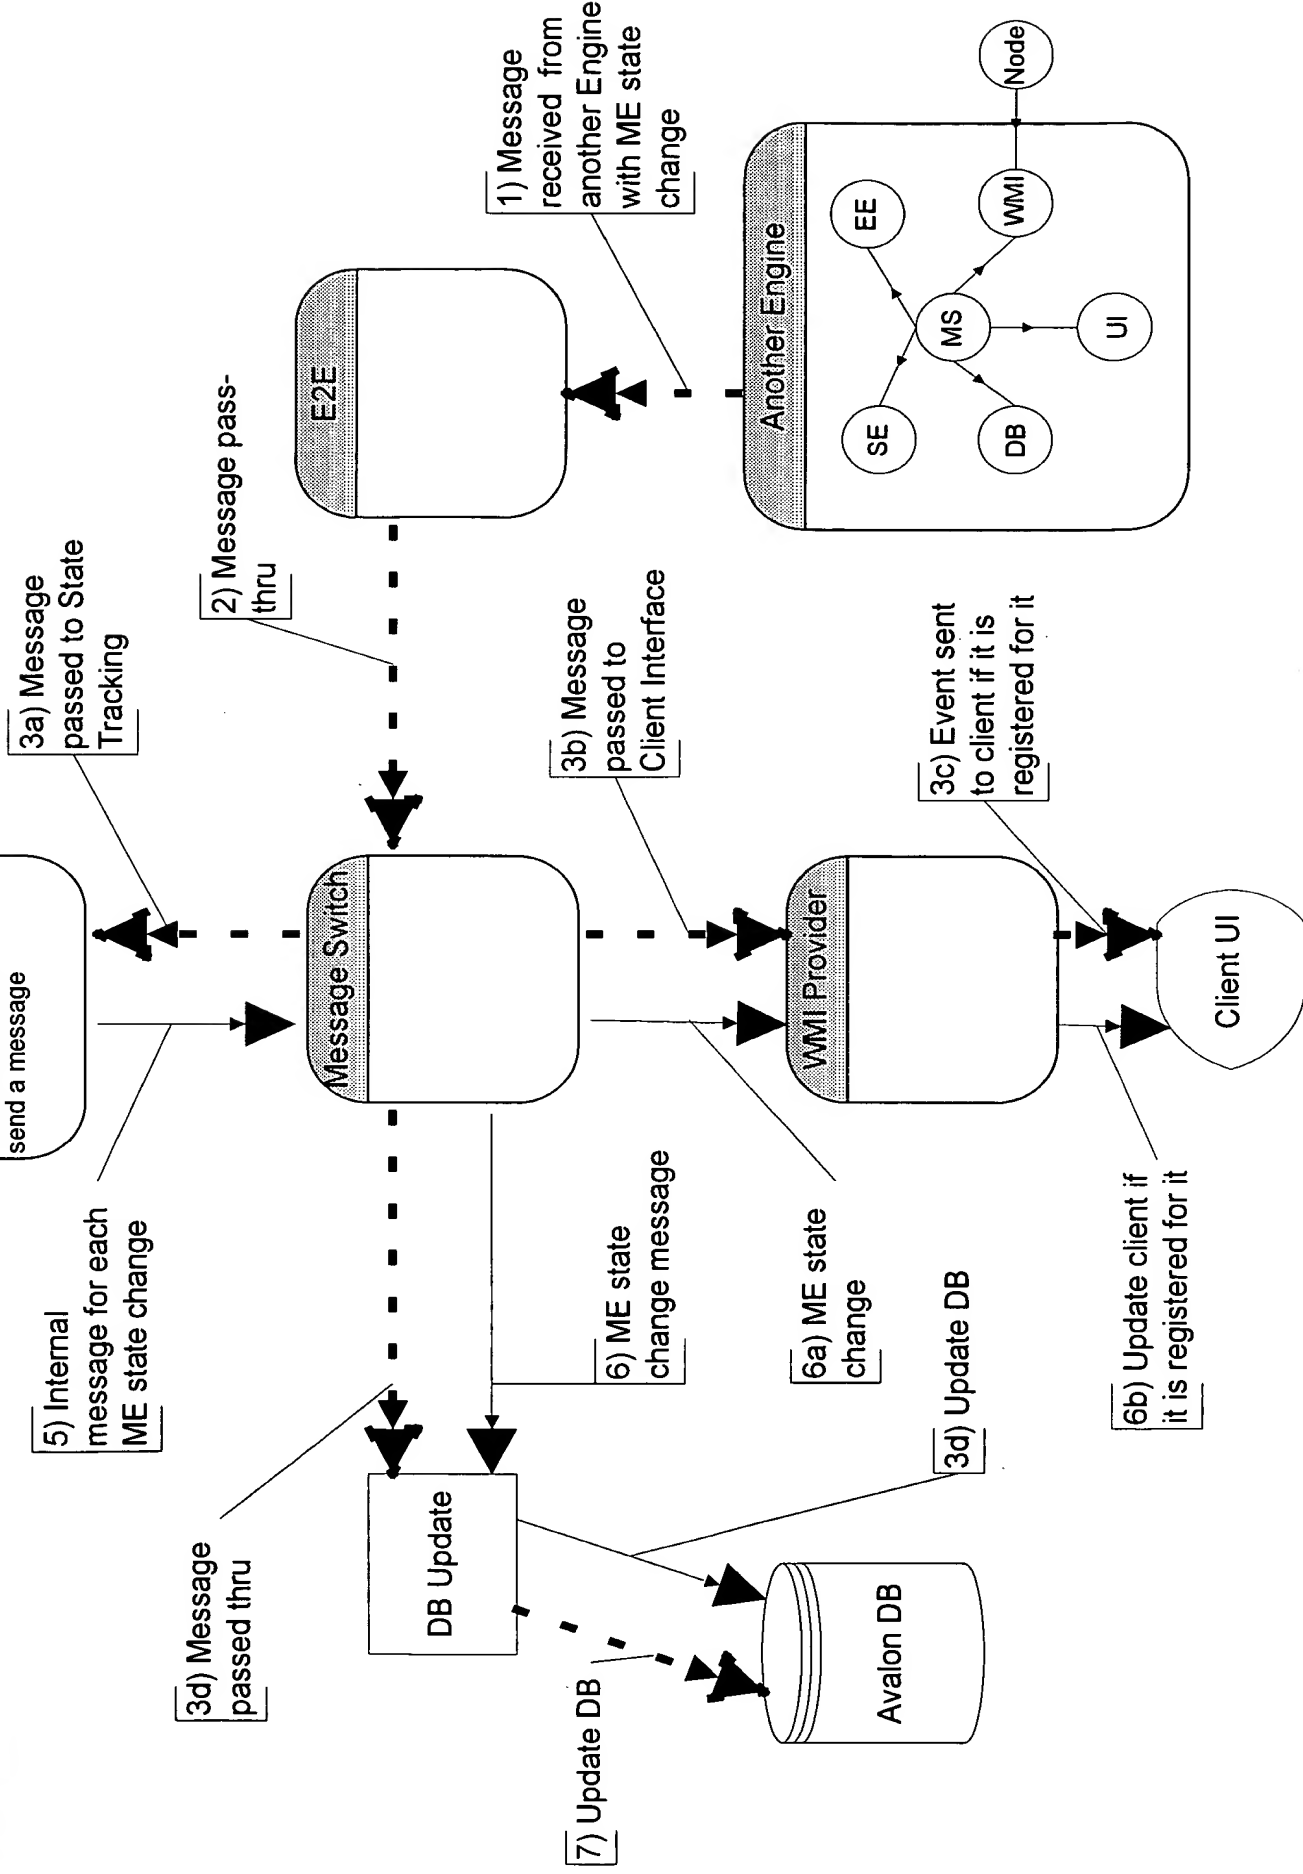 send a message
3a) Message
passed to State
Tracking
5) Internal
message for each
ME state change
3d) Message
passed thru
2) Message pass-
thru
E2E
Message Switch
DB Update
1) Message
received from
another Engine
with ME state
change
3b) Message
passed to
Client Interface
7) Update DB
6) ME state
change message
Another Engine
WMI Provider
6a) ME state
change
SE
EE
MS
DB
WMI
Node
UI
Avalon DB
3d) Update DB
3c) Event sent
to client if it is
registered for it
6b) Update client if
it is registered for it
Client UI